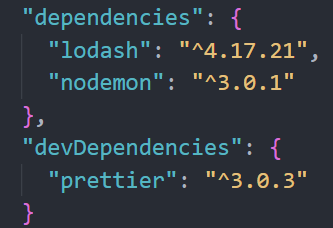 "dependencies": {
"lodash": "^4.17.21",
"nodemon": "^3.0.1"
},
"devDependencies": {
"prettier": "^3.0.3"
}